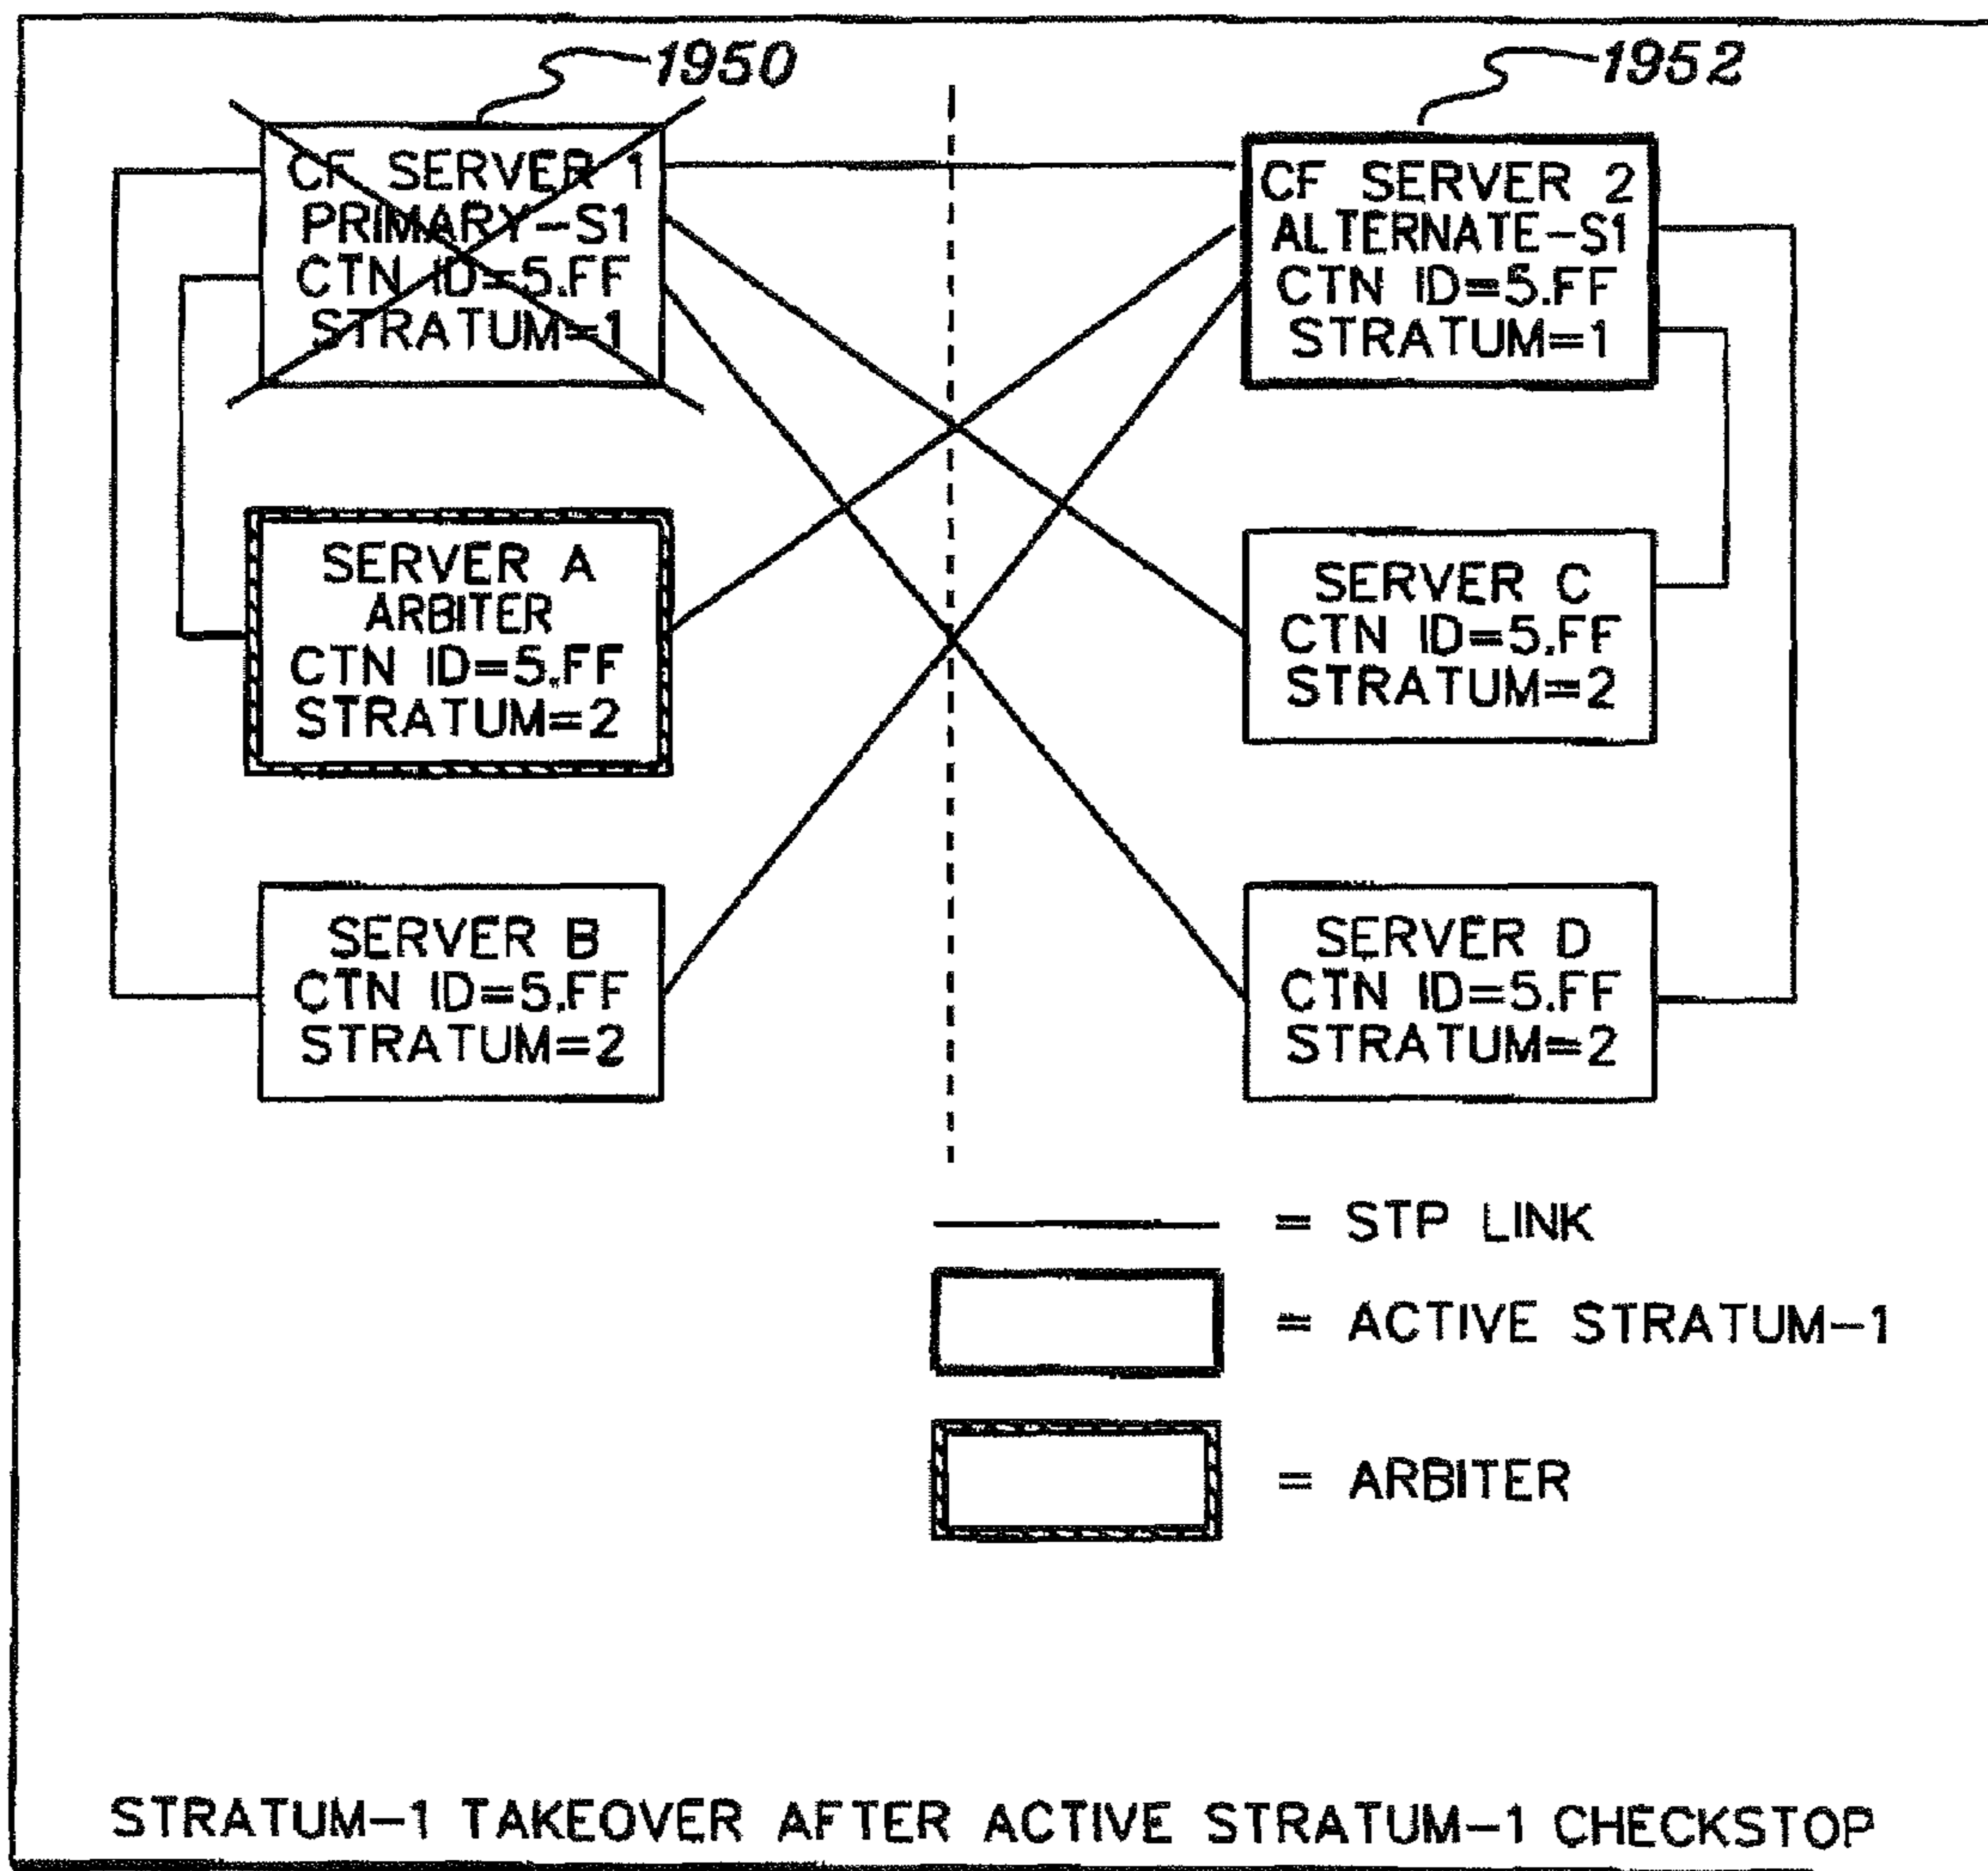 1950
CF SERVER 1
PRIMARY-S1
CTN ID=5.FF
STRATUM=1
1952
CF SERVER 2
ALTERNATE-S1
CTN ID=5.FF
STRATUM=1
SERVER A
ARBITER
CTN ID=5.FF
STRATUM=2
SERVER C
CTN ID=5.FF
STRATUM=2
SERVER B
CTN ID=5.FF
STRATUM=2
SERVER D
CTN ID=5.FF
STRATUM=2
= STP LINK
= ACTIVE STRATUM-1
= ARBITER
STRATUM-1 TAKEOVER AFTER ACTIVE STRATUM-1 CHECKSTOP